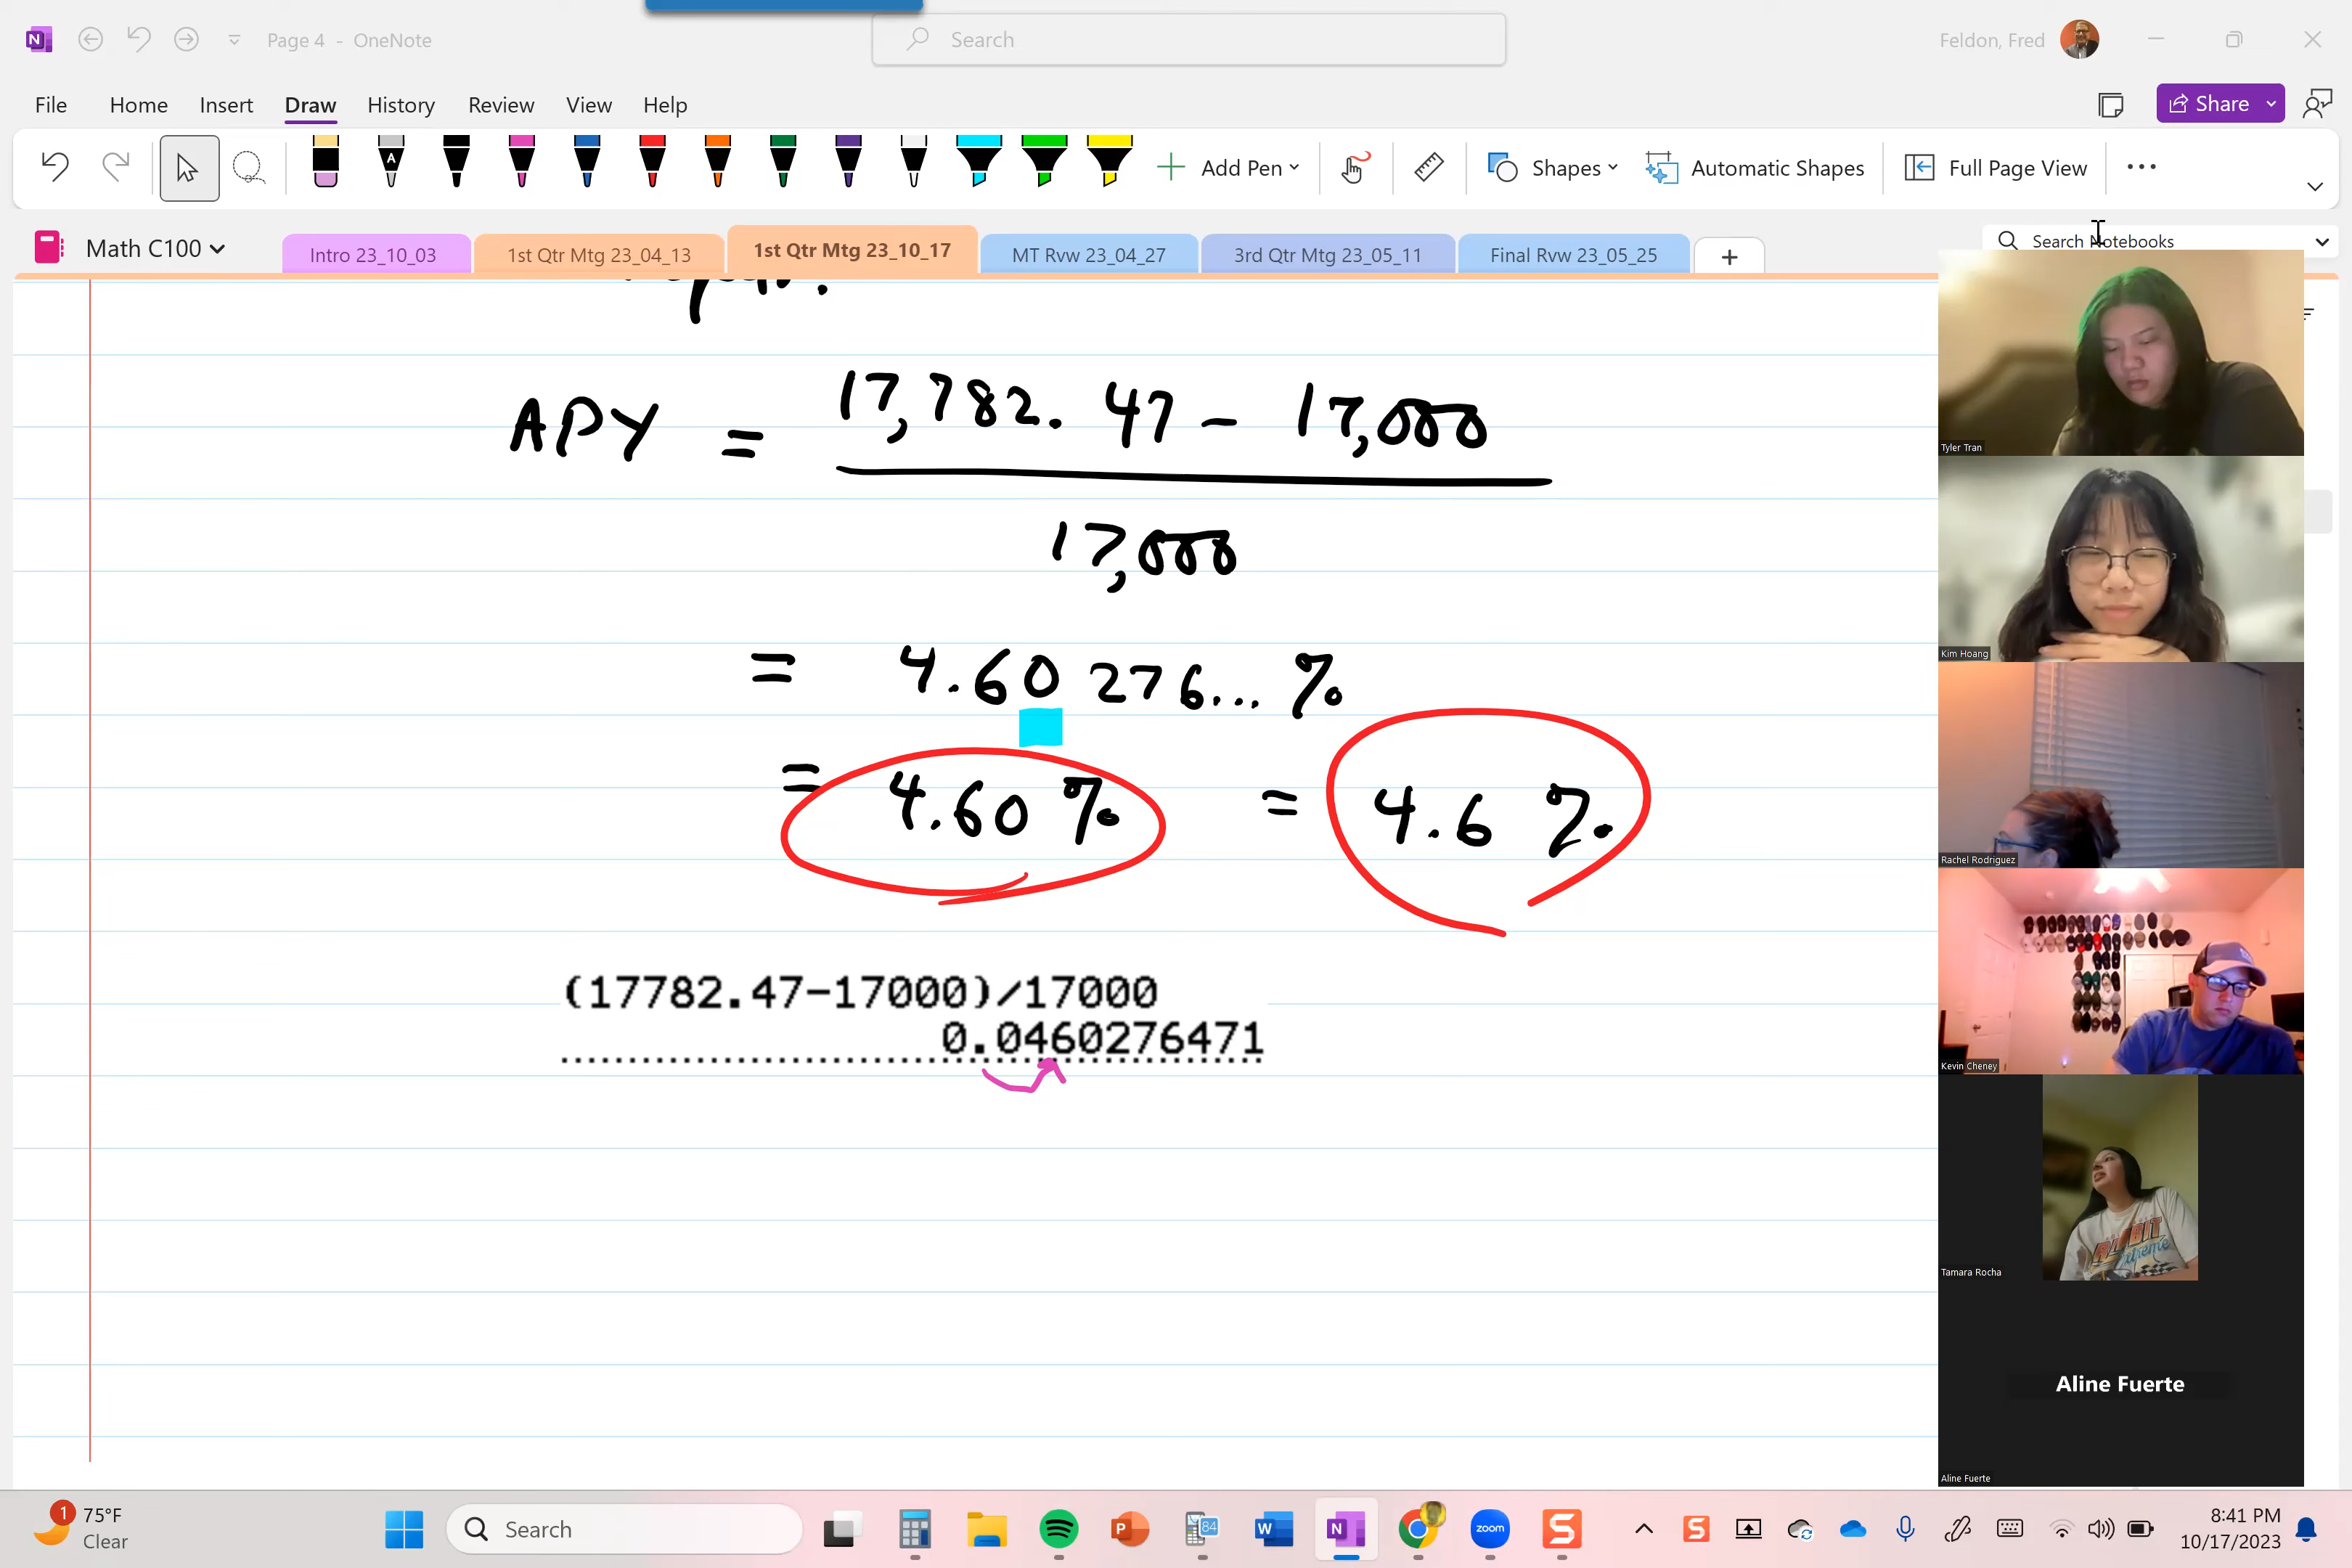 Page 4 - OneNote
Search
Feldon, Fred
File Home Insert Draw History Review View Help
Share
A
Add Pen
Shapes
Automatic Shapes
Full Page View
Math C100
Intro 23_10_03
1st Qtr Mtg 23_04_13
1st Qtr Mtg 23_10_17
MT Rvw 23_04_27
3rd Qtr Mtg 23_05_11
Final Rvw 23_05_25
+
Search Notebooks
APY = 17,782.47 - 17,000
17,000
= 4.60276... %
= 4.60 % = 4.6 %
(17782.47-17000)/17000
0.0460276471
Tyler Tran
Kim Hoang
Rachel Rodriguez
Kevin Cheney
Tamara Rocha
Aline Fuerte
Aline Fuerte
1
75°F
Clear
Search
84
zoom
8:41 PM
10/17/2023